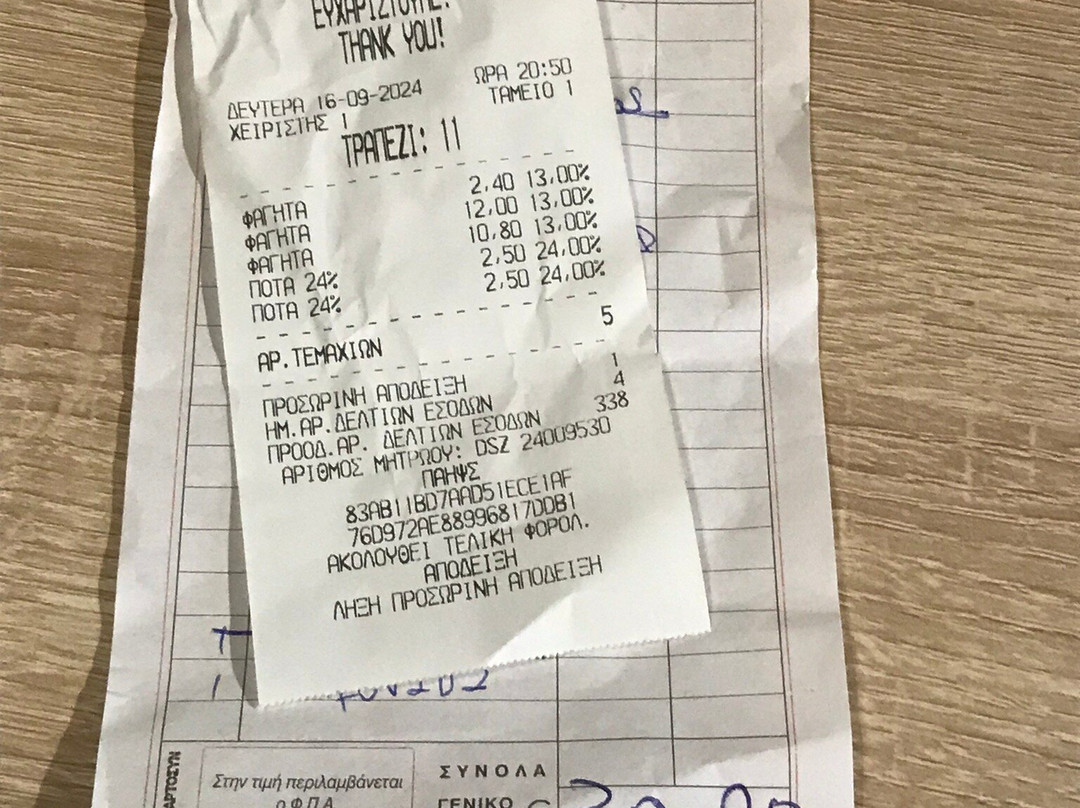 ΕΥΧΑΡΙΣΤΟΥΜΕ!
THANK YOU!
ΔΕΥΤΕΡΑ 16-09-2024 ΩΡΑ 20:50
ΧΕΙΡΙΣΤΗΣ 1 ΤΑΜΕΙΟ 1
ΤΡΑΠΕΖΙ: 11
ΦΑΓΗΤΑ 2,40 13,00%
ΦΑΓΗΤΑ 12,00 13,00%
ΦΑΓΗΤΑ 10,80 13,00%
ΠΟΤΑ 24% 2,50 24,00%
ΠΟΤΑ 24% 2,50 24,00%
ΑΡ.ΤΕΜΑΧΙΩΝ 5
ΠΡΟΣΩΡΙΝΗ ΑΠΟΔΕΙΞΗ 1
ΗΜ.ΑΡ.ΔΕΛΤΙΩΝ ΕΣΟΔΩΝ 4
ΠΡΟΟΔ.ΑΡ. ΔΕΛΤΙΩΝ ΕΣΟΔΩΝ 338
ΑΡΙΘΜΟΣ ΜΗΤΡΩΟΥ: DSZ 24009530
ΠΑΗΨΣ
83AB11BD7AAD51ECE1AF
76D972AE88996817DDB1
ΑΚΟΛΟΥΘΕΙ ΤΕΛΙΚΗ ΦΟΡΟΛ.
ΑΠΟΔΕΙΞΗ
ΛΗΞΗ ΠΡΟΣΩΡΙΝΗ ΑΠΟΔΕΙΞΗ
Στην τιμή περιλαμβάνεται
ο Φ.Π.Α.
ΣΥΝΟΛΑ
ΓΕΝΙΚΟ